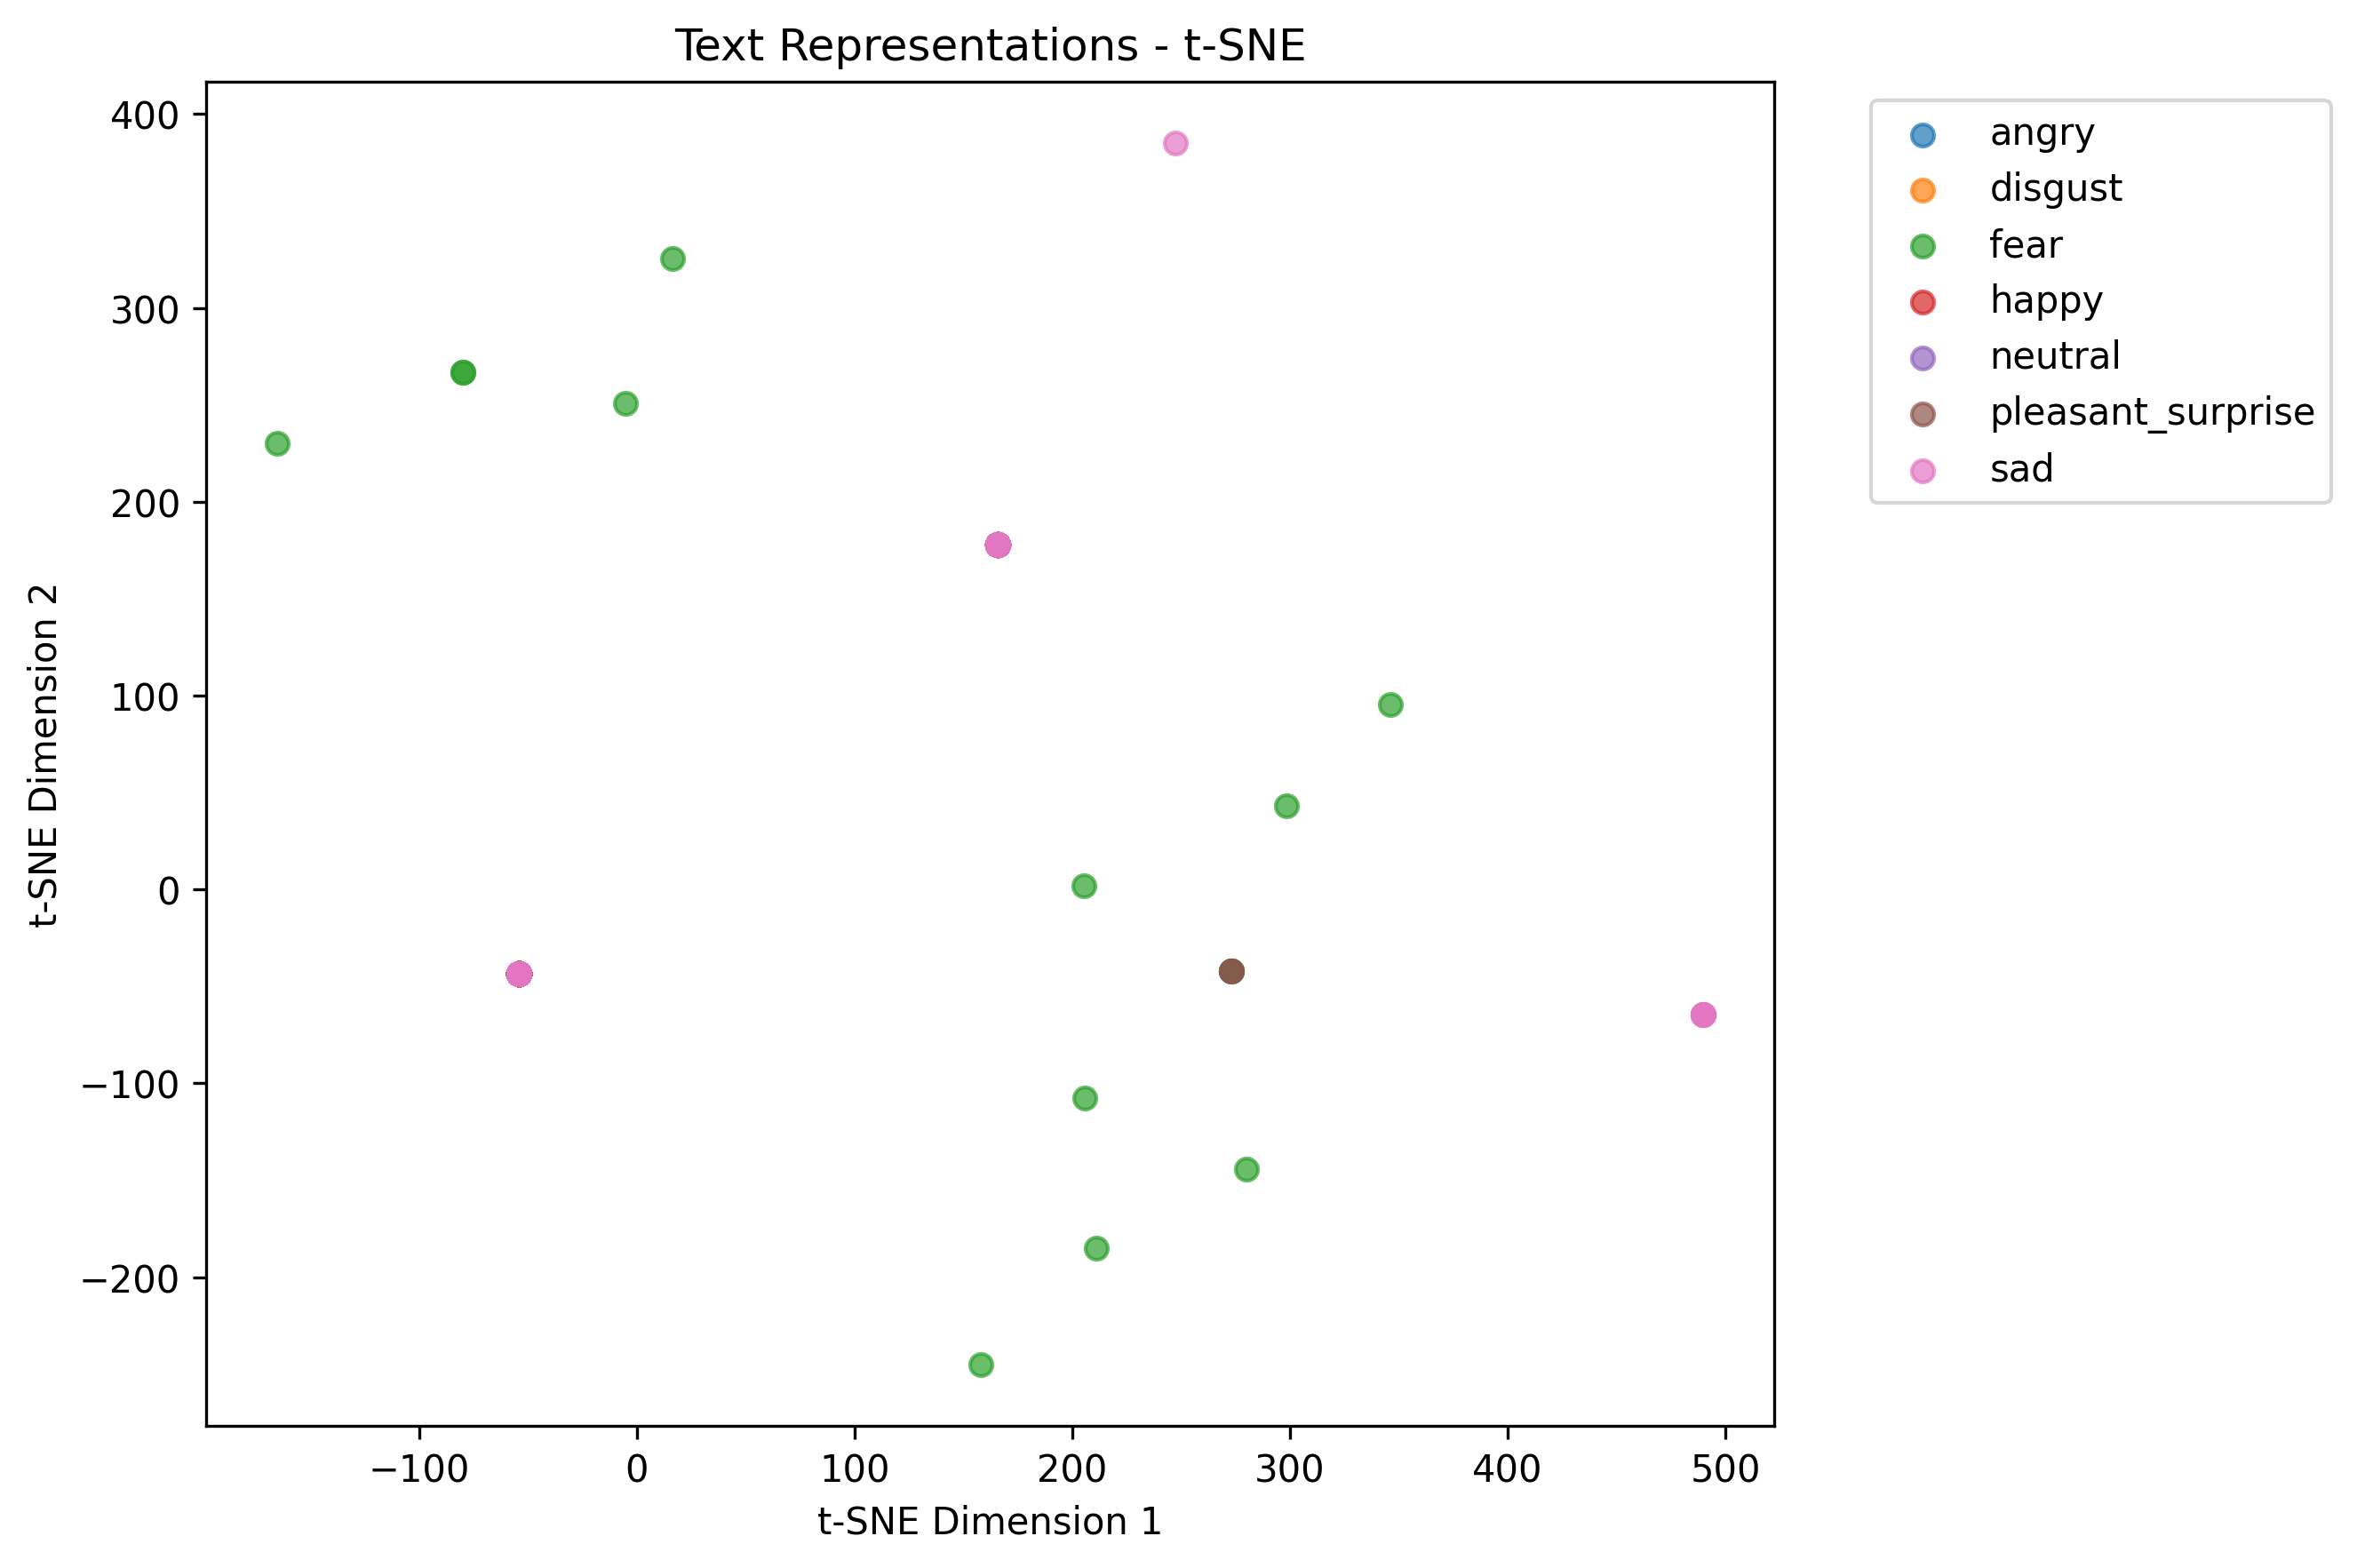 Text Representations - t-SNE
400
300
200
100
0
−100
−200
t-SNE Dimension 2
−100 0 100 200 300 400 500
t-SNE Dimension 1
angry
disgust
fear
happy
neutral
pleasant_surprise
sad